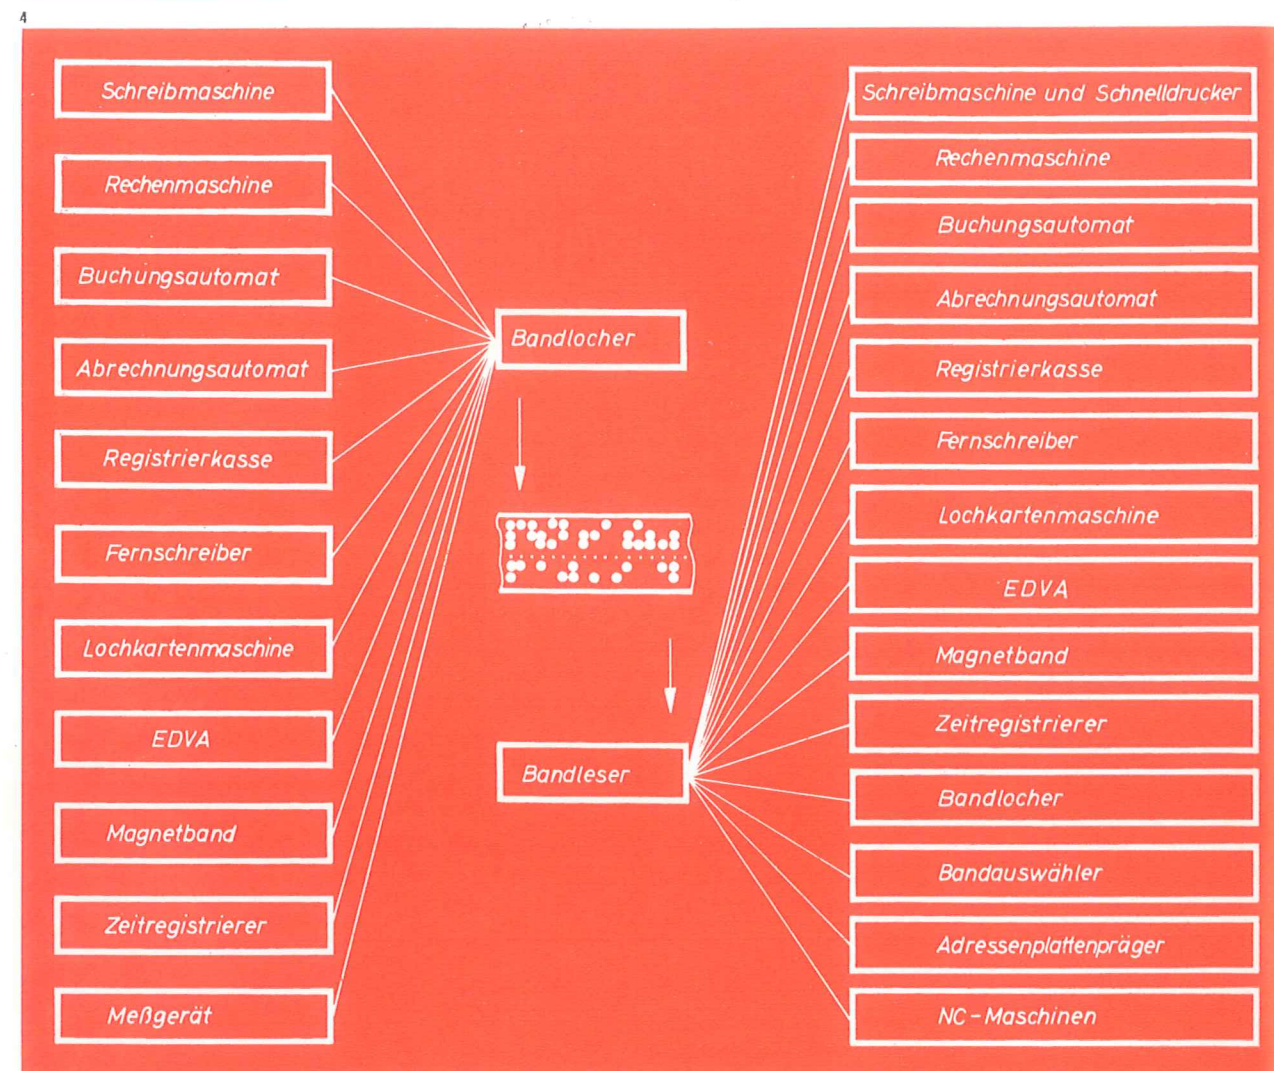 4
Schreibmaschine
Rechenmaschine
Buchungsautomat
Abrechnungsautomat
Registrierkasse
Fernschreiber
Lochkartenmaschine
EDVA
Magnetband
Zeitregistrierer
Meßgerät
Bandlocher
Bandleser
Schreibmaschine und Schnelldrucker
Rechenmaschine
Buchungsautomat
Abrechnungsautomat
Registrierkasse
Fernschreiber
Lochkartenmaschine
EDVA
Magnetband
Zeitregistrierer
Bandlocher
Bandauswähler
Adressenplattenpräger
NC-Maschinen